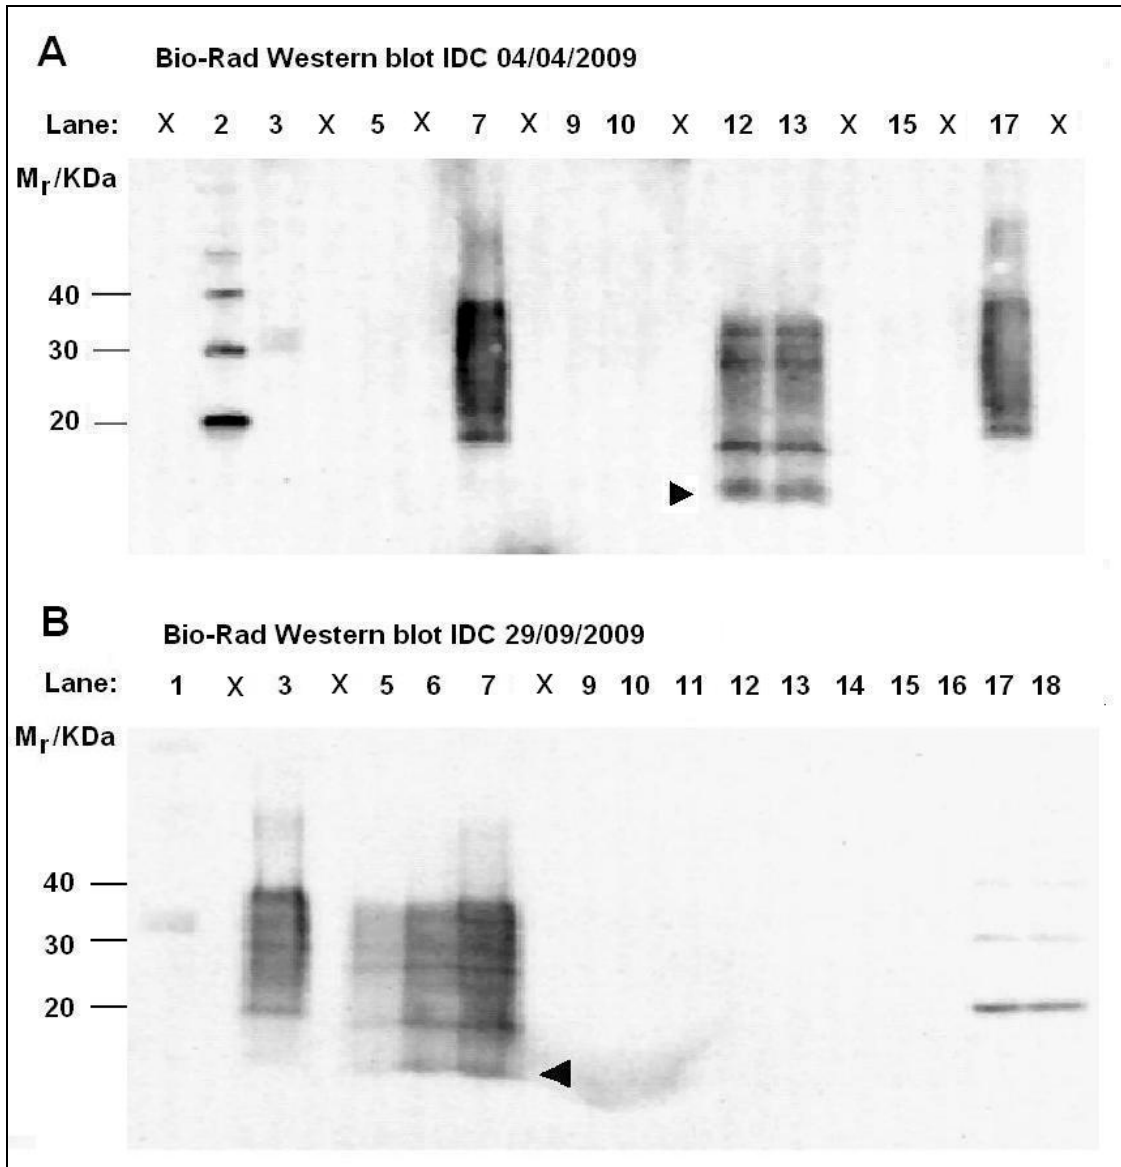 A
Bio-Rad Western blot IDC 04/04/2009
Lane: X 2 3 X 5 X 7 X 9 10 X 12 13 X 15 X 17 X
Mr/KDa
40
30
20
B
Bio-Rad Western blot IDC 29/09/2009
Lane: 1 X 3 X 5 6 7 X 9 10 11 12 13 14 15 16 17 18
Mr/KDa
40
30
20